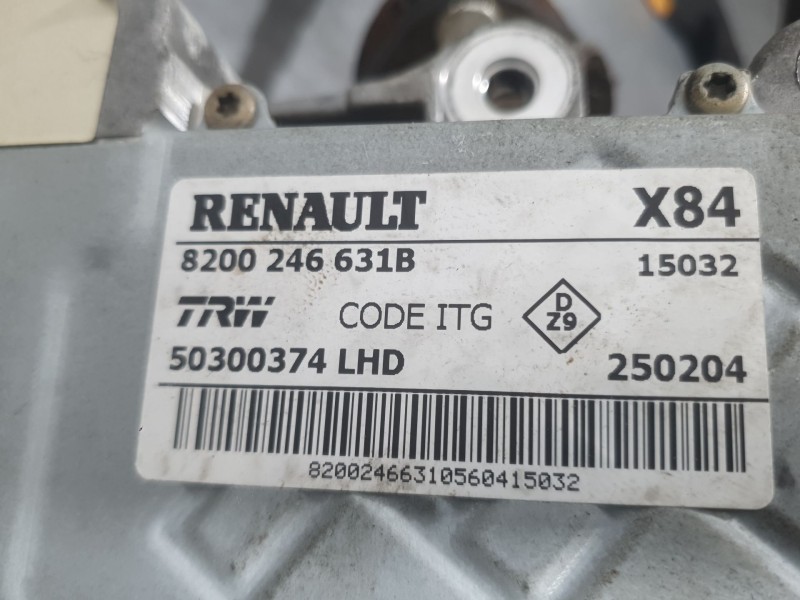 RENAULT X84
8200 246 631B 15032
TRW CODE ITG D Z9
50300374 LHD 250204
82002466310560415032